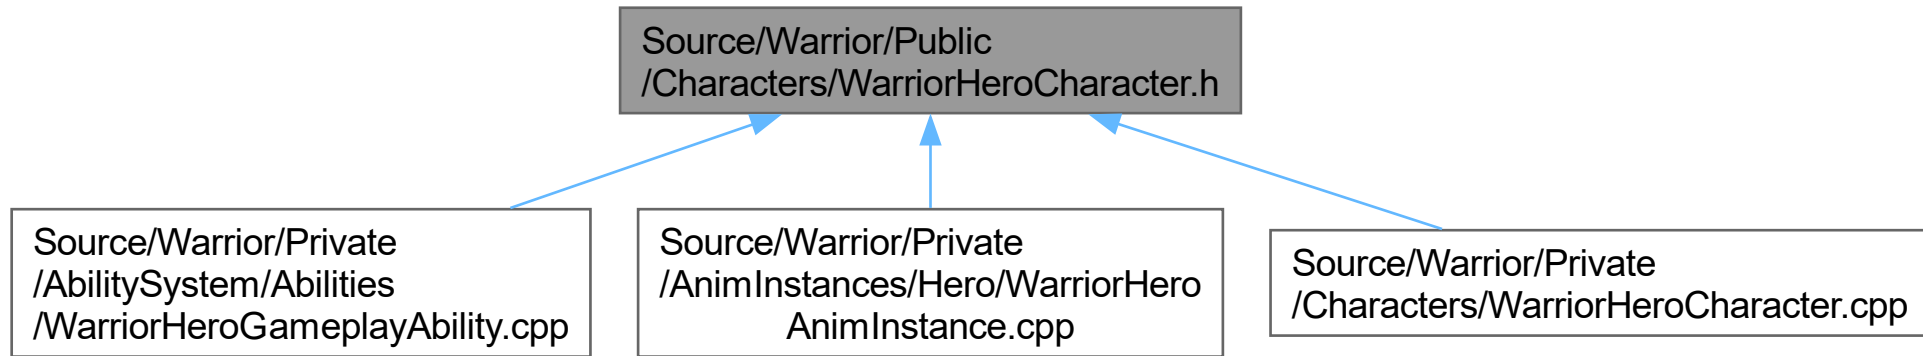 Source/Warrior/Public
/Characters/WarriorHeroCharacter.h
Source/Warrior/Private
/AbilitySystem/Abilities
/WarriorHeroGameplayAbility.cpp
Source/Warrior/Private
/AnimInstances/Hero/WarriorHero
AnimInstance.cpp
Source/Warrior/Private
/Characters/WarriorHeroCharacter.cpp